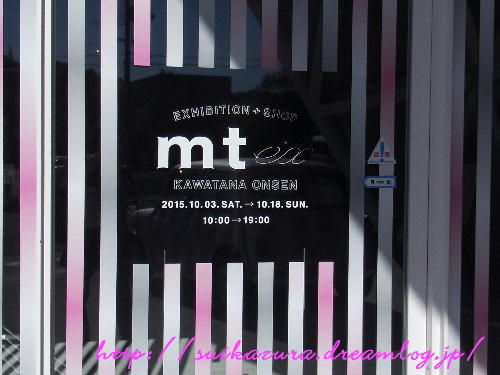 EXHIBITION + SHOP
mt ex
KAWATANA ONSEN
2015.10.03.SAT.→10.18.SUN.
10:00→19:00
http://suikazura.dreamlog.jp/